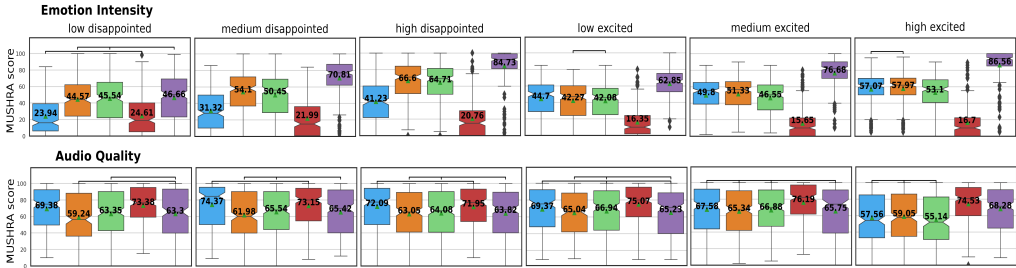 Emotion Intensity
low disappointed medium disappointed high disappointed low excited medium excited high excited
MUSHRA score
100
80
60
40
20
0
23,94 44,57 45,54 24,61 46,66
31,32 54,1 50,45 21,99 70,81
41,23 66,6 64,71 20,76 84,73
44,7 42,27 42,08 16,35 62,85
49,8 51,33 46,55 15,65 76,68
57,07 57,97 53,1 16,7 86,56
Audio Quality
MUSHRA score
100
80
60
40
20
0
69,38 59,24 63,35 73,38 63,3
74,37 61,98 65,54 73,15 65,42
72,09 63,05 64,08 71,95 63,82
69,37 65,04 66,94 75,07 65,23
67,58 65,34 66,88 76,19 65,75
57,56 59,05 55,14 74,53 68,28